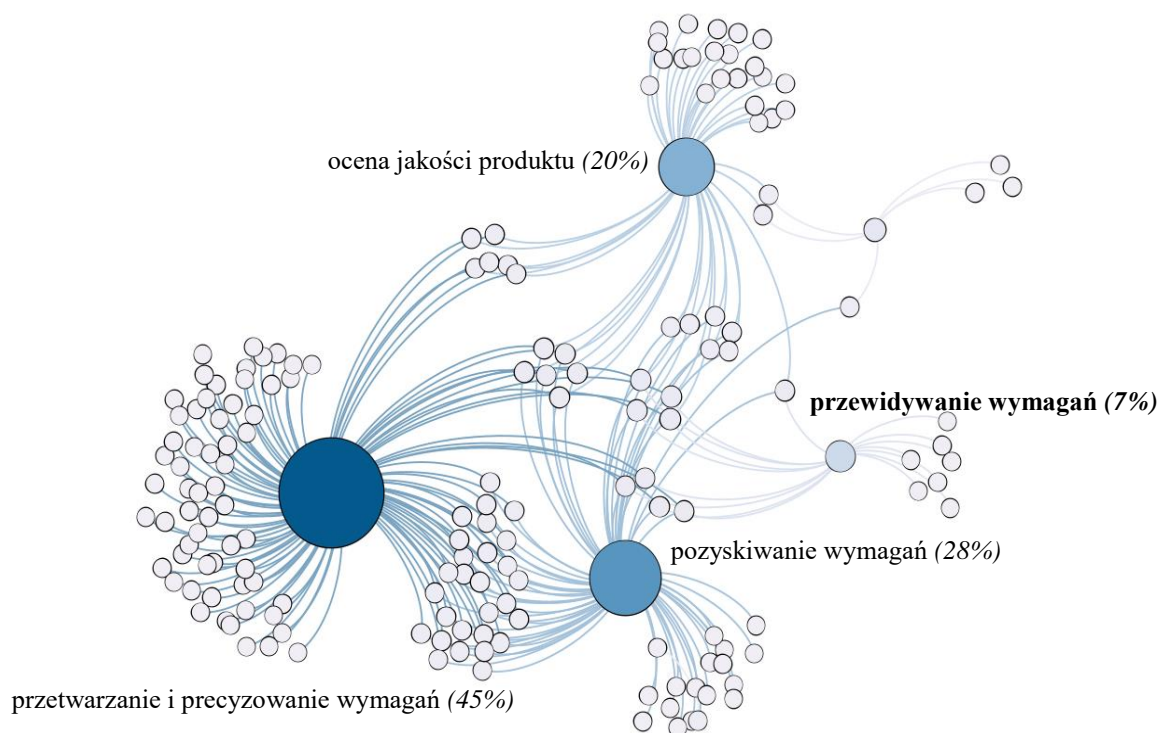 ocena jakości produktu (20%)
przewidywanie wymagań (7%)
pozyskiwanie wymagań (28%)
przetwarzanie i precyzowanie wymagań (45%)